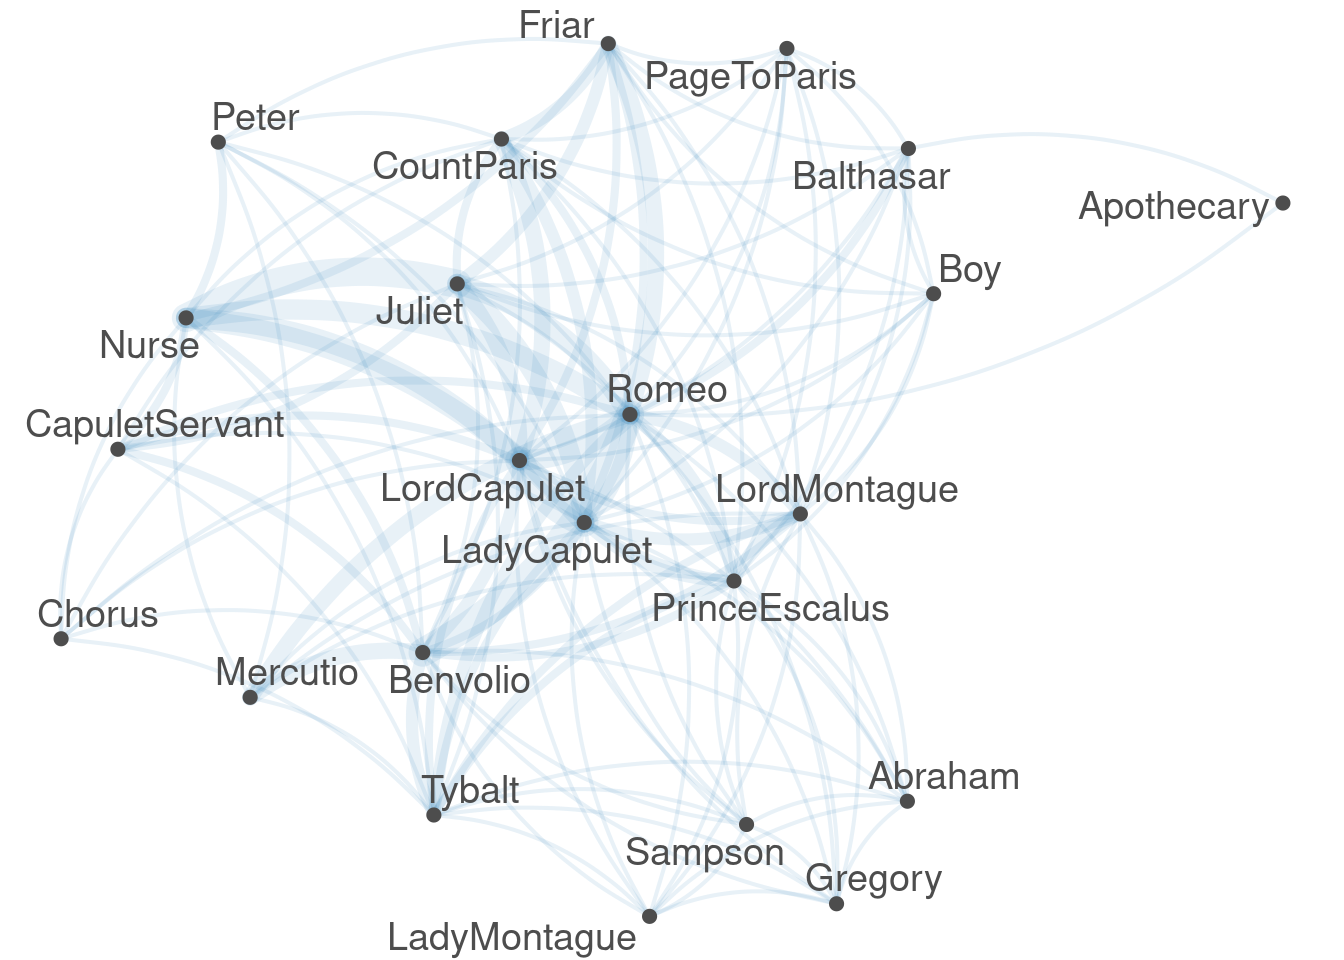 Friar
PageToParis
Peter
CountParis
Balthasar
Apothecary
Boy
Juliet
Nurse
Romeo
CapuletServant
LordCapulet
LordMontague
LadyCapulet
PrinceEscalus
Chorus
Mercutio
Benvolio
Tybalt
Abraham
Sampson
Gregory
LadyMontague